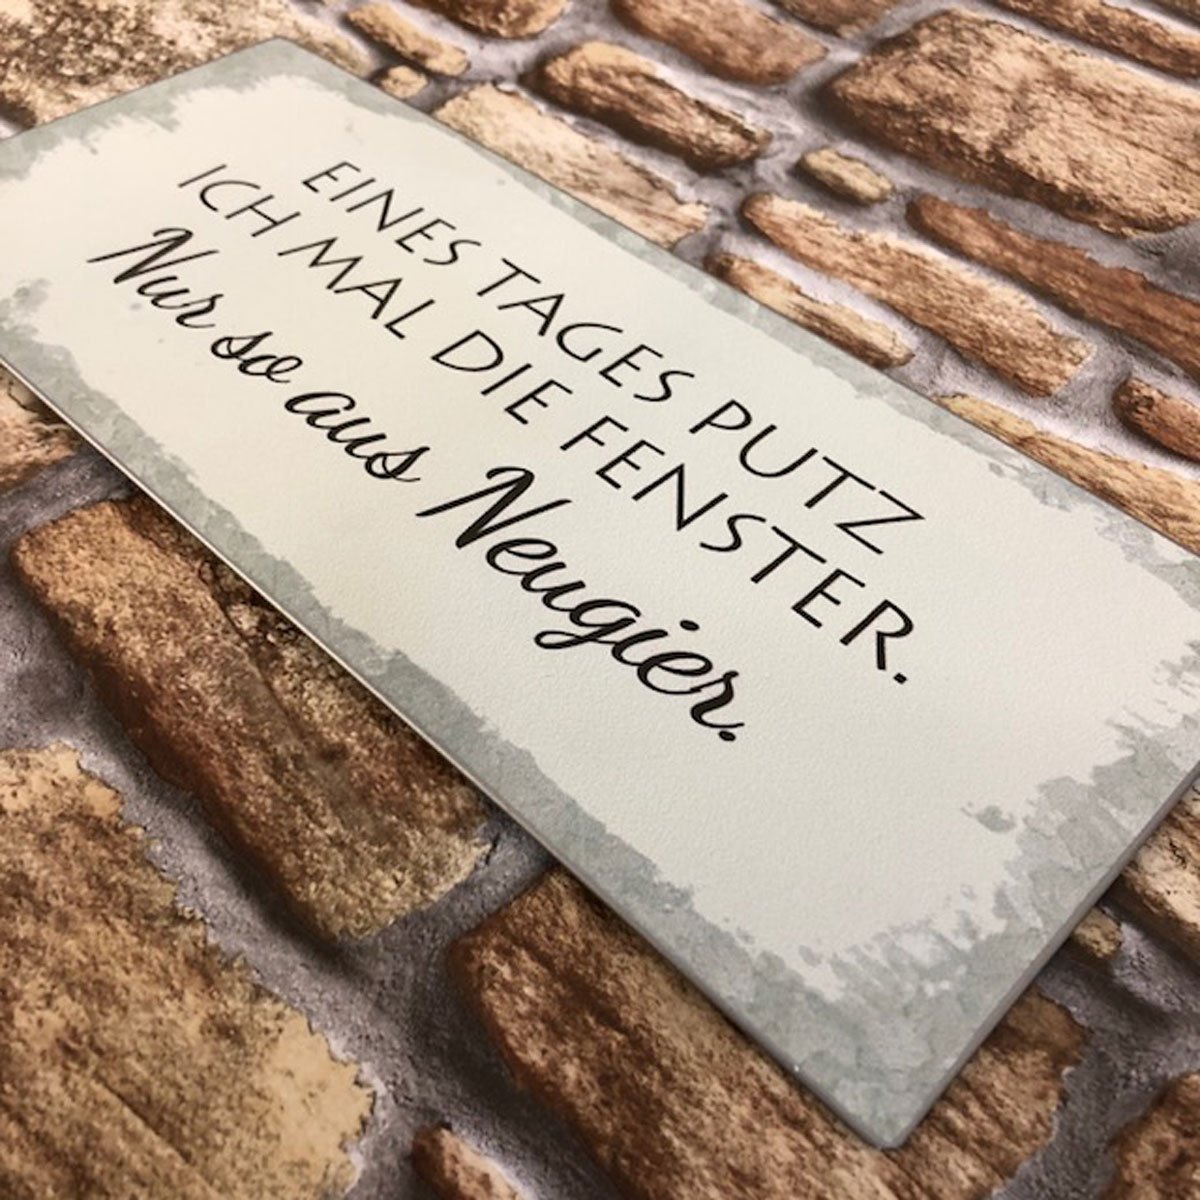 EINES TAGES PUTZ
ICH MAL DIE FENSTER.
Nur so aus Neugier.